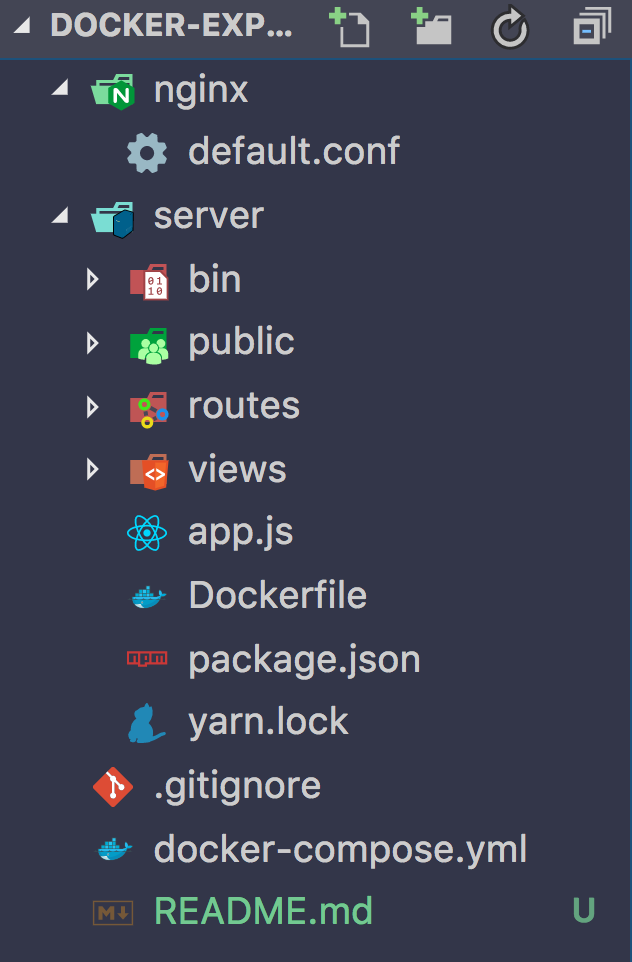 DOCKER-EXP...
nginx
default.conf
server
bin
public
routes
views
app.js
Dockerfile
package.json
yarn.lock
.gitignore
docker-compose.yml
README.md U